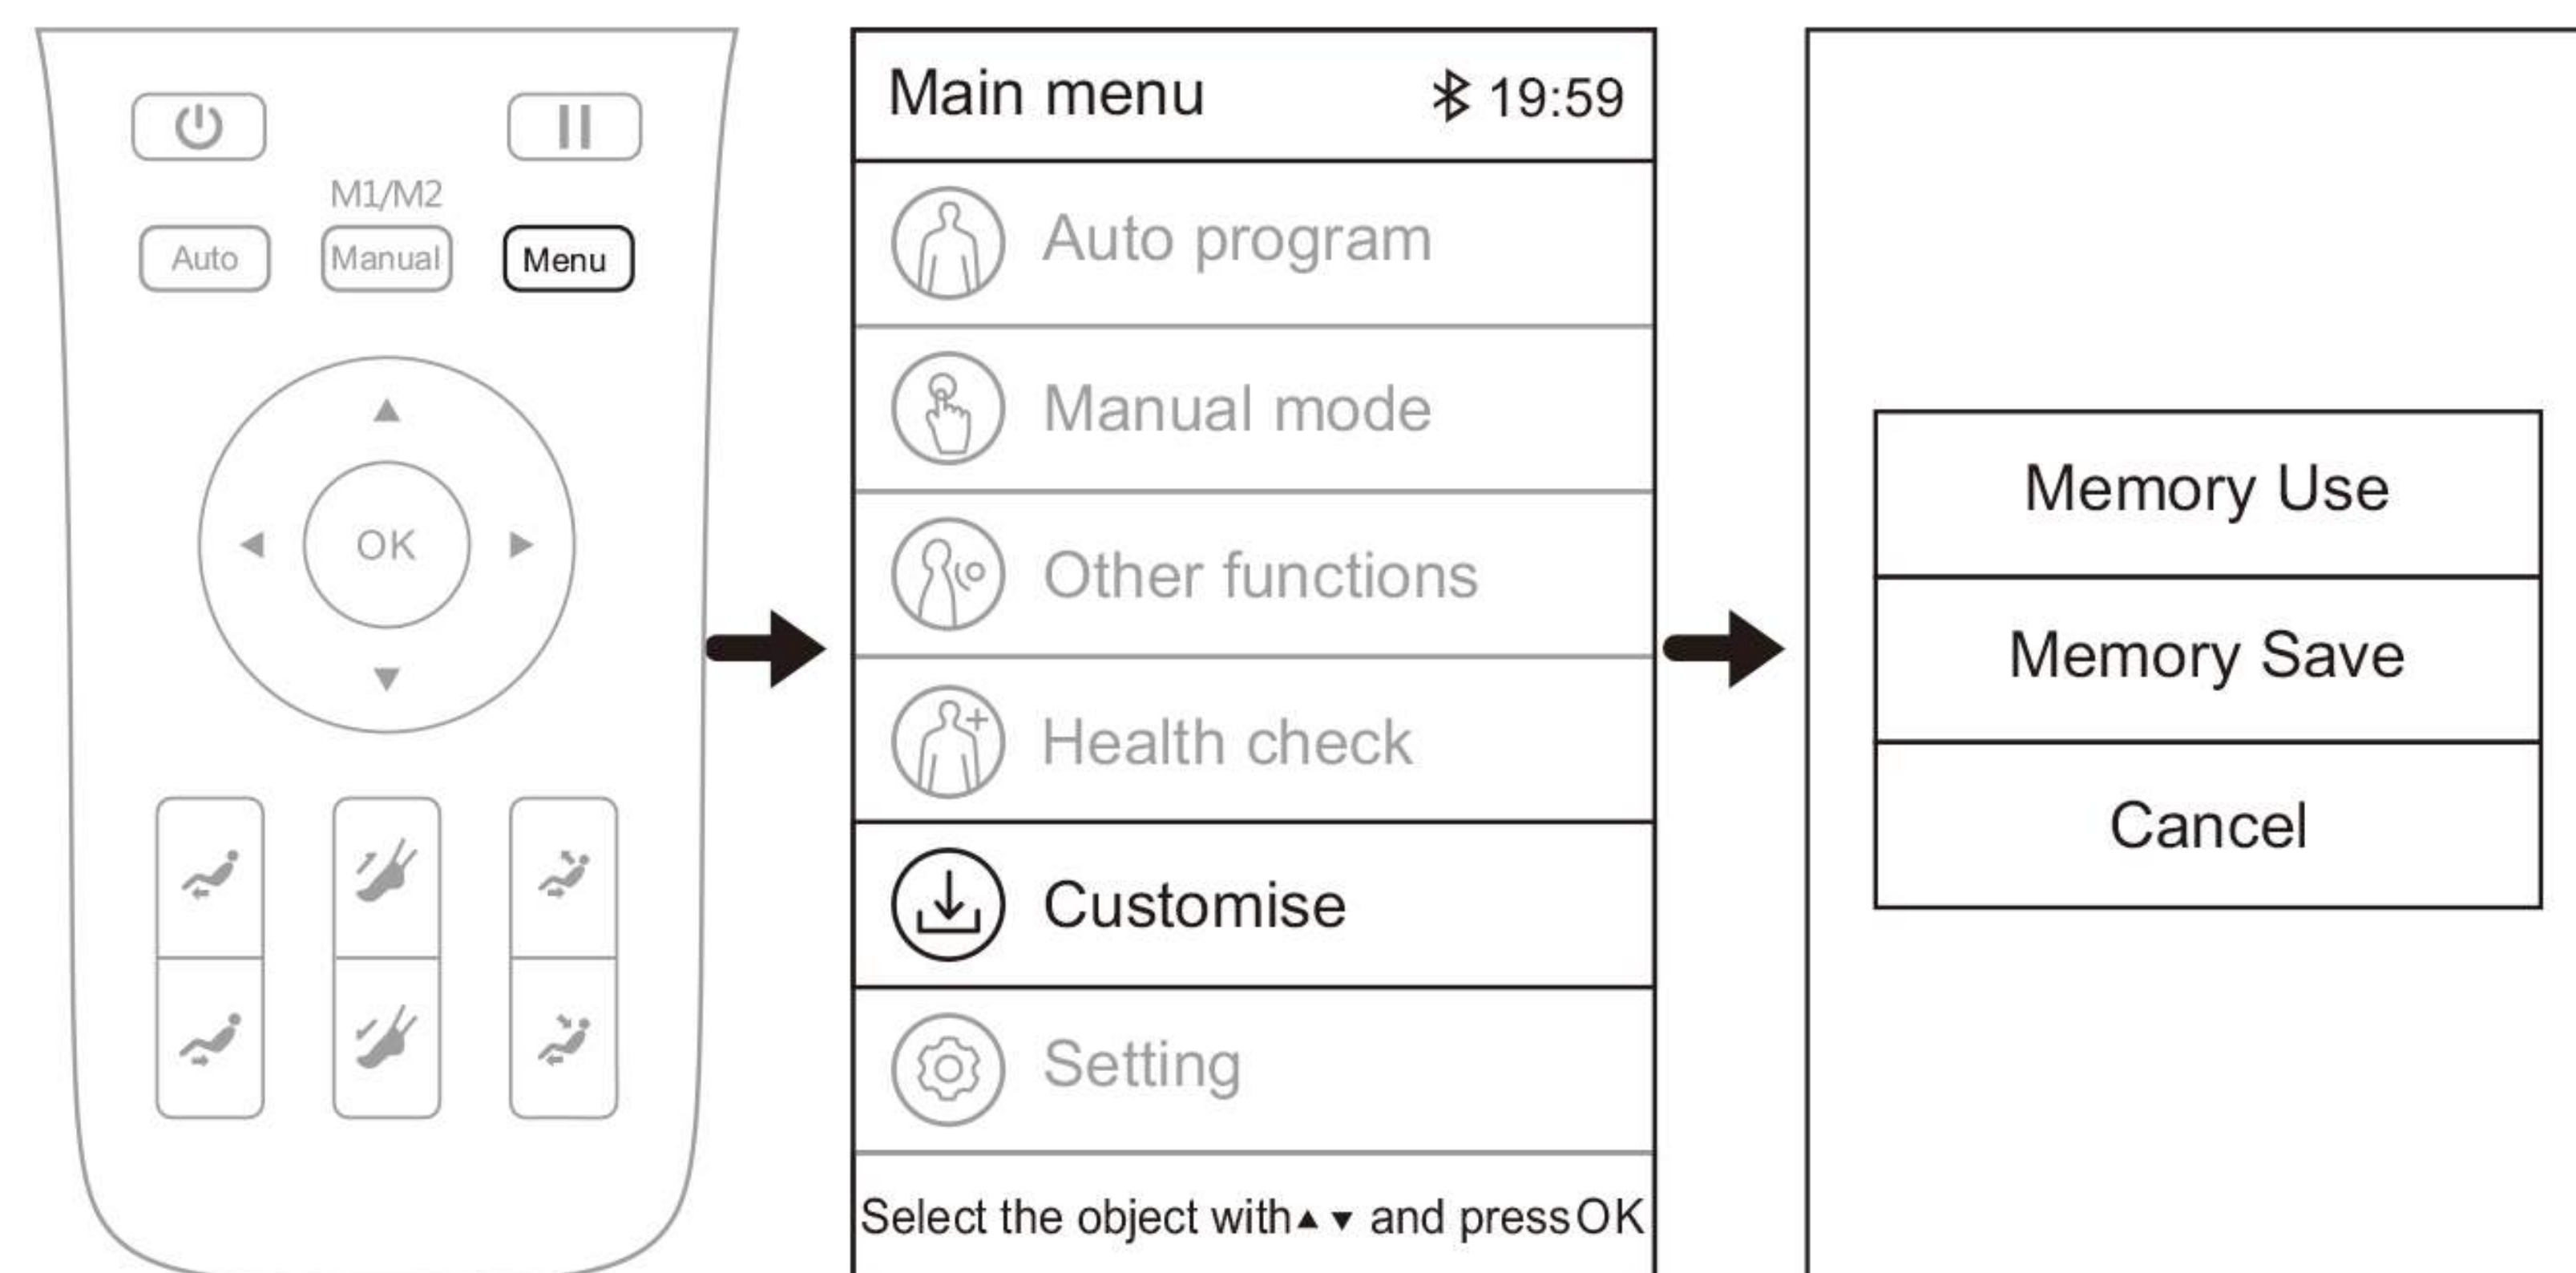 M1/M2
Auto Manual Menu
OK
Main menu 19:59
Auto program
Manual mode
Other functions
Health check
Customise
Setting
Select the object with▲ ▼ and press OK
Memory Use
Memory Save
Cancel